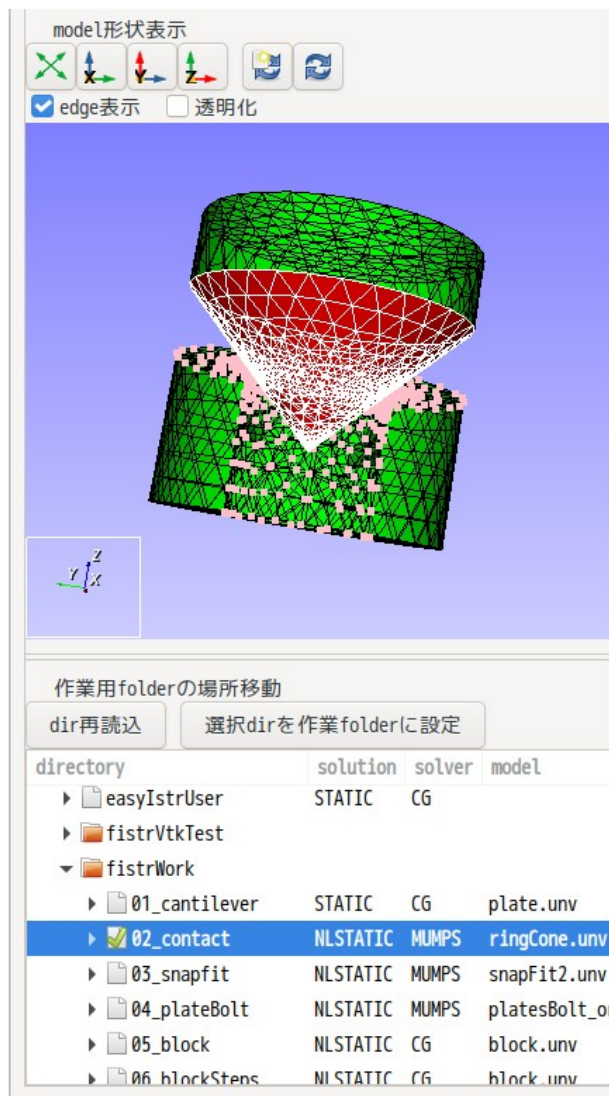 model形状表示
X Y Z
edge表示 透明化
Z
Y X
作業用folderの場所移動
dir再読込 選択dirを作業folderに設定
directory solution solver model
easyIstrUser STATIC CG
fistrVtkTest
fistrWork
01_cantilever STATIC CG plate.unv
02_contact NLSTATIC MUMPS ringCone.unv
03_snapfit NLSTATIC MUMPS snapFit2.unv
04_plateBolt NLSTATIC MUMPS platesBolt_o
05_block NLSTATIC CG block.unv
06_blockSteps NLSTATIC CG block.unv